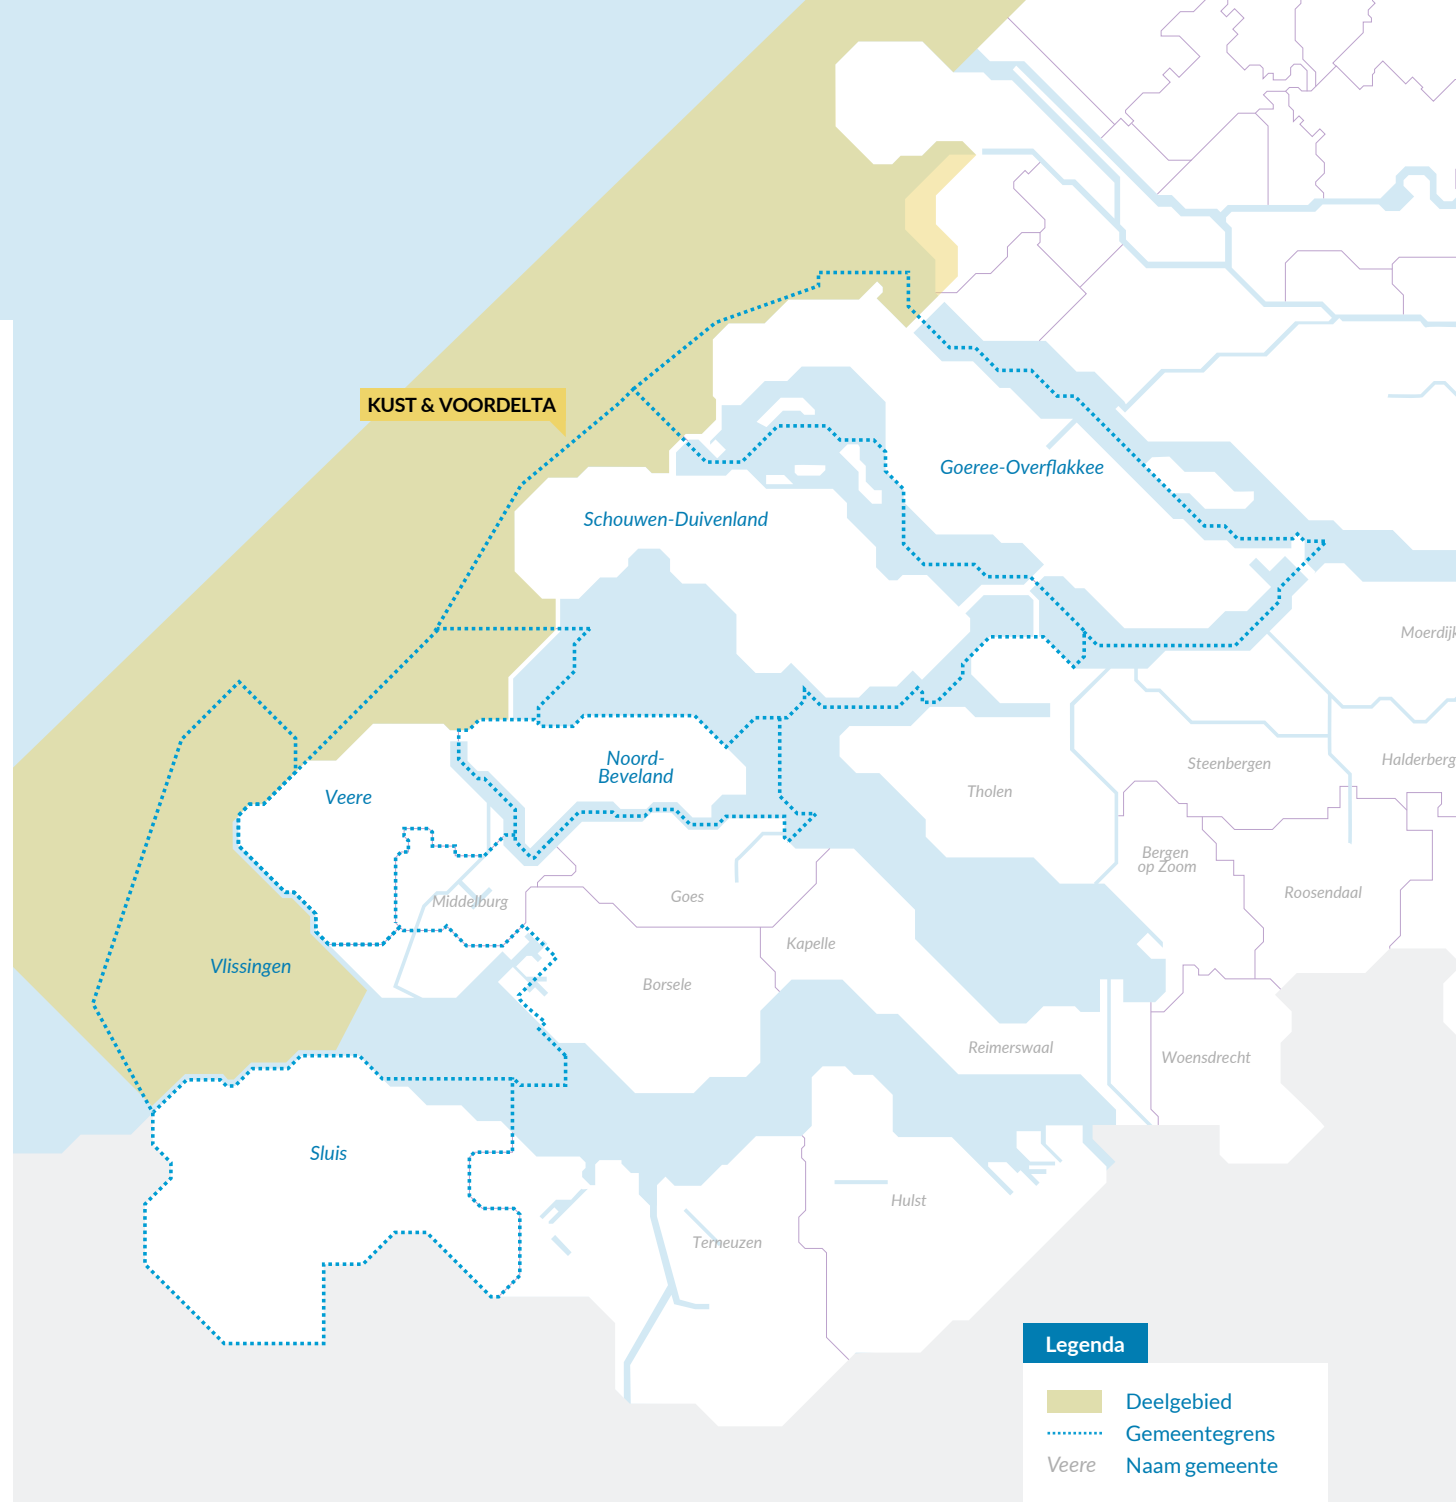 KUST & VOORDELTA
Goeree-Overflakkee
Schouwen-Duivenland
Moerdijk
Noord-
Beveland
Steenbergen
Halderberg
Veere
Tholen
Bergen
op Zoom
Roosendaal
Goes
Middelburg
Kapelle
Vlissingen
Borsele
Reimerswaal
Woensdrecht
Sluis
Hulst
Terneuzen
Legenda
Deelgebied
Gemeentegrens
Veere Naam gemeente